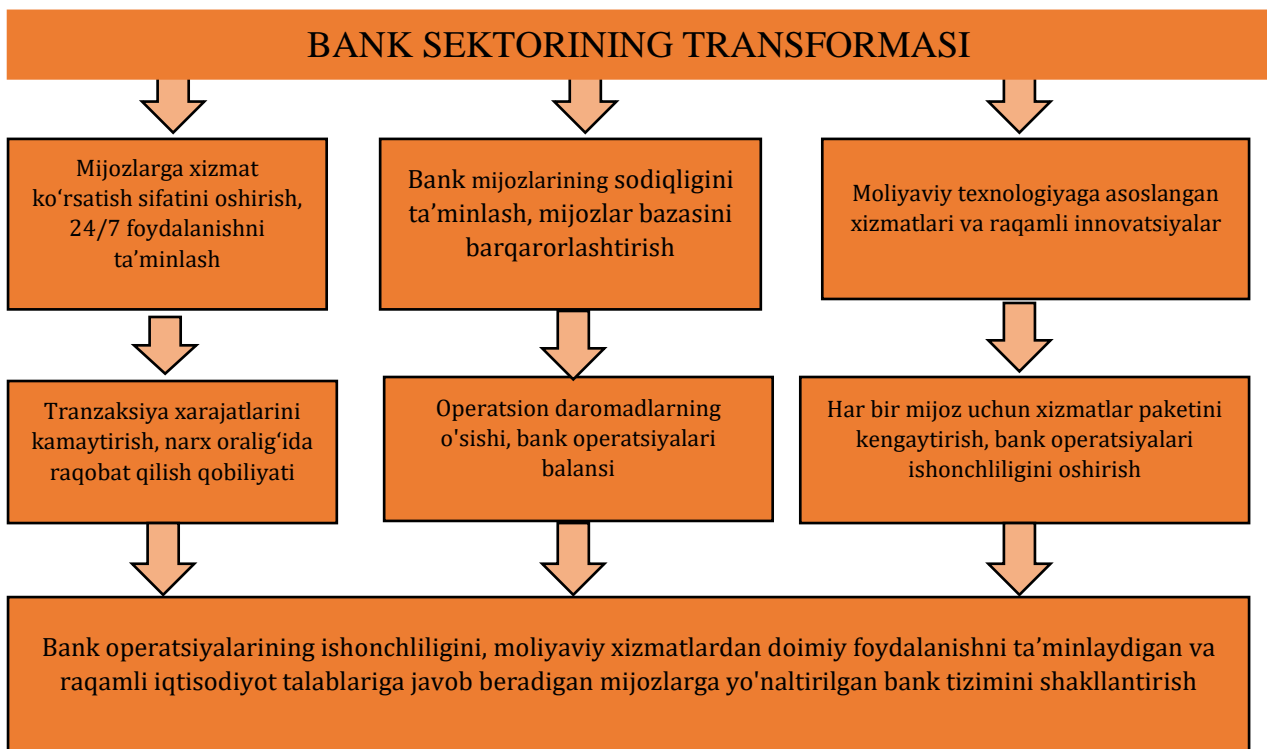 BANK SEKTORINING TRANSFORMASI
Mijozlarga xizmat
ko‘rsatish sifatini oshirish,
24/7 foydalanishni
ta’minlash
Bank mijozlarining sodiqligini
ta’minlash, mijozlar bazasini
barqarorlashtirish
Moliyaviy texnologiyaga asoslangan
xizmatlari va raqamli innovatsiyalar
Tranzaksiya xarajatlarini
kamaytirish, narx oralig‘ida
raqobat qilish qobiliyati
Operatsion daromadlarning
o'sishi, bank operatsiyalari
balansi
Har bir mijoz uchun xizmatlar paketini
kengaytirish, bank operatsiyalari
ishonchliligini oshirish
Bank operatsiyalarining ishonchliligini, moliyaviy xizmatlardan doimiy foydalanishni ta’minlaydigan va
raqamli iqtisodiyot talablariga javob beradigan mijozlarga yo'naltirilgan bank tizimini shakllantirish